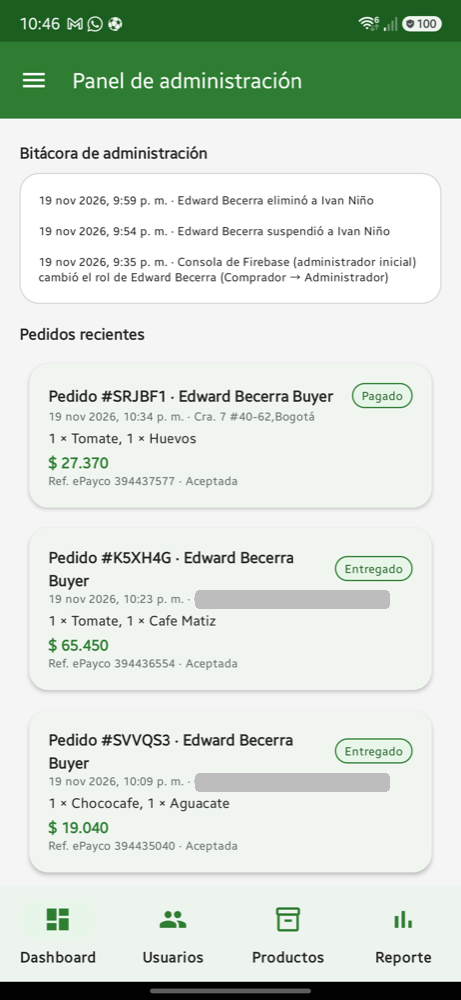 10:46
100
Panel de administración
Bitácora de administración
19 nov 2026, 9:59 p. m. · Edward Becerra eliminó a Ivan Niño
19 nov 2026, 9:54 p. m. · Edward Becerra suspendió a Ivan Niño
19 nov 2026, 9:35 p. m. · Consola de Firebase (administrador inicial)
cambió el rol de Edward Becerra (Comprador → Administrador)
Pedidos recientes
Pedido #SRJBF1 · Edward Becerra Buyer
Pagado
19 nov 2026, 10:34 p. m. · Cra. 7 #40-62,Bogotá
1 × Tomate, 1 × Huevos
$ 27.370
Ref. ePayco 394437577 · Aceptada
Pedido #K5XH4G · Edward Becerra
Buyer
Entregado
19 nov 2026, 10:23 p. m. ·
1 × Tomate, 1 × Cafe Matiz
$ 65.450
Ref. ePayco 394436554 · Aceptada
Pedido #SVVQS3 · Edward Becerra
Buyer
Entregado
19 nov 2026, 10:09 p. m. ·
1 × Chococafe, 1 × Aguacate
$ 19.040
Ref. ePayco 394435040 · Aceptada
Dashboard
Usuarios
Productos
Reporte